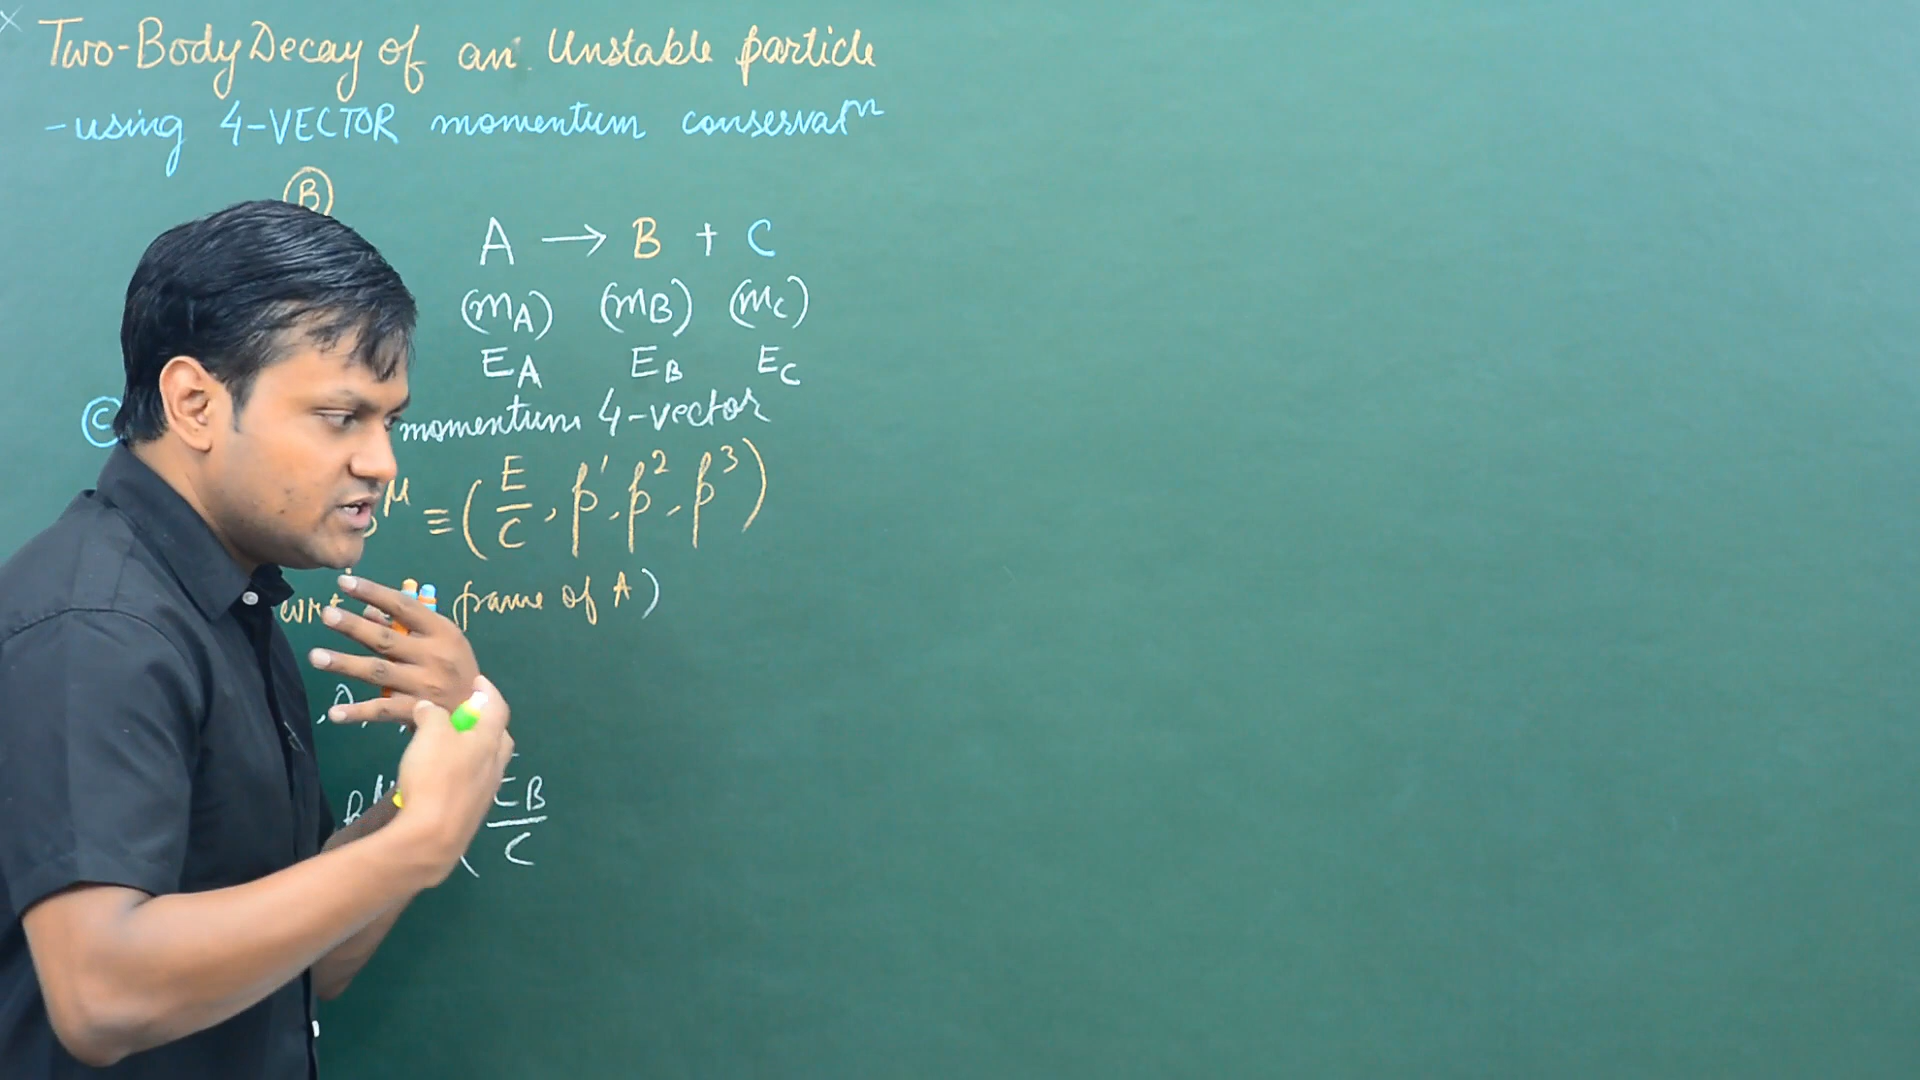 Two-Body Decay of an Unstable particle
-using 4-VECTOR momentum conservatⁿ
B
A → B + C
(mA) (mB) (mC)
EA EB EC
C
momentum 4-vector
μ ≡ (E/C, p¹, p², p³)
wrt frame of A)
EB/C